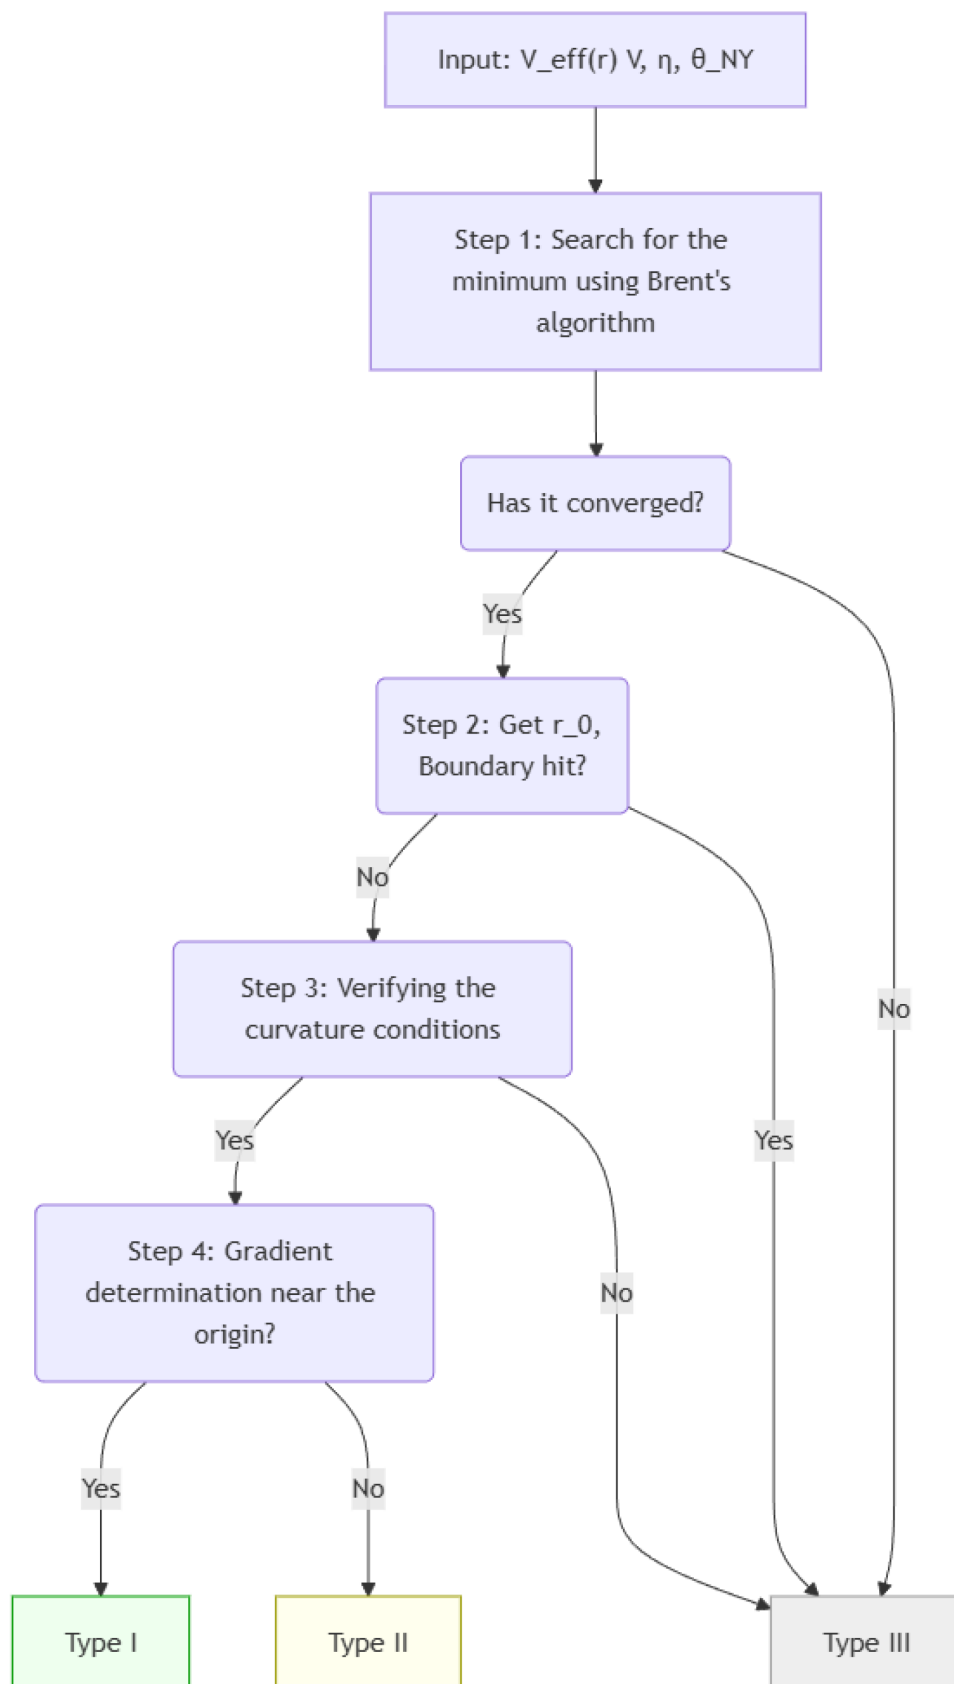 Input: V_eff(r) V, η, θ_NY
Step 1: Search for the
minimum using Brent's
algorithm
Has it converged?
Yes
Step 2: Get r_0,
Boundary hit?
No
Step 3: Verifying the
curvature conditions
No
Yes
Yes
Step 4: Gradient
determination near the
origin?
No
Yes
No
Type I
Type II
Type III